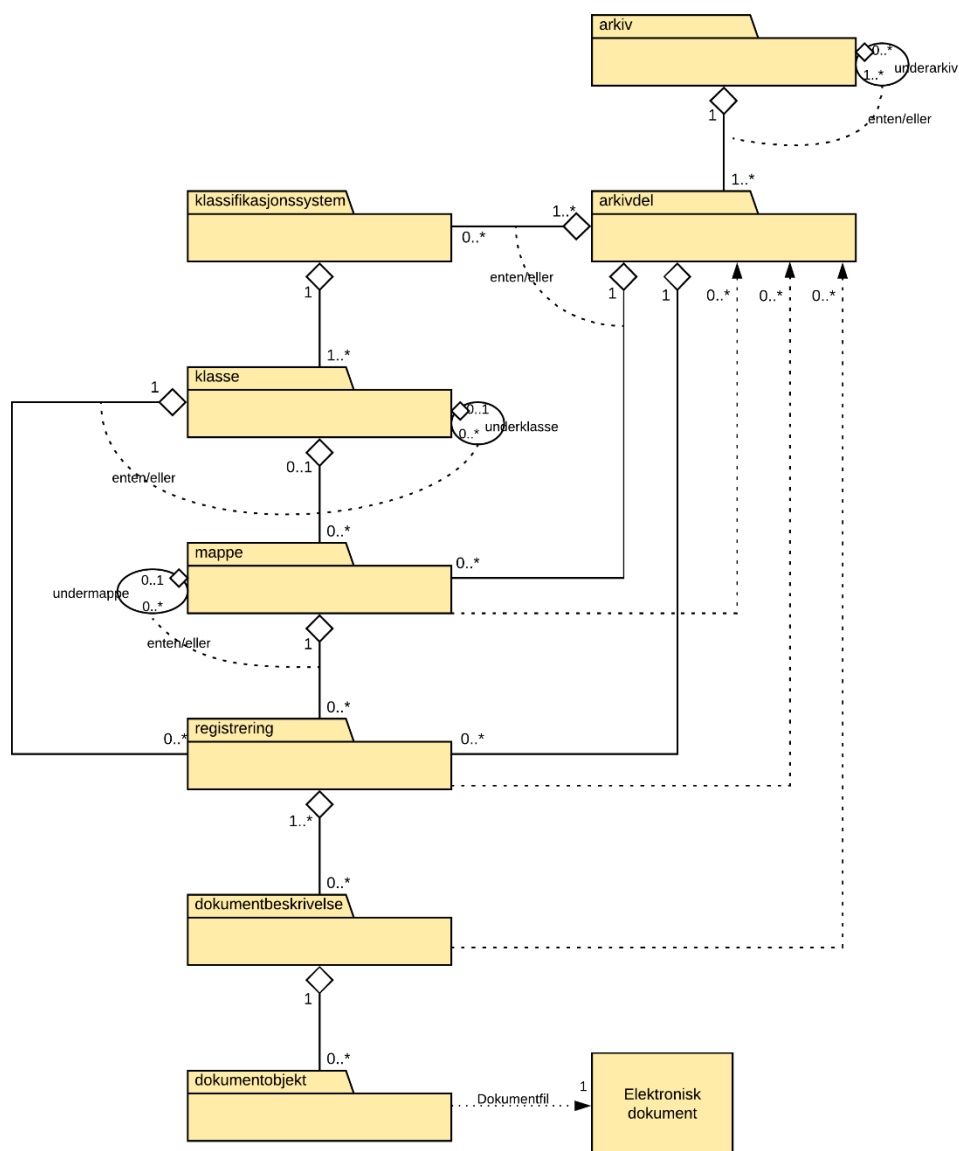 arkiv
0..*
underarkiv
1..*
1
enten/eller
1..*
klassifikasjonssystem
1..*
arkivdel
0..*
enten/eller
1
1
1
0..*
0..*
0..*
1..*
klasse
1
0..1
underklasse
0..*
0..1
enten/eller
0..*
mappe
0..1
0..*
undermappe
0..*
enten/eller
1
0..*
registrering
0..*
0..*
1..*
0..*
dokumentbeskrivelse
1
0..*
dokumentobjekt
1
Dokumentfil
Elektronisk
dokument